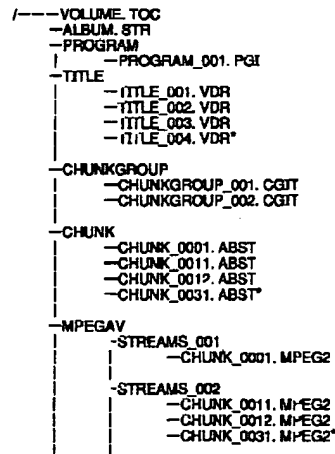 /----VOLUME.TOC
—ALBUM.STR
—PROGRAM
—PROGRAM_001.PGI
—TITLE
—TITLE_001.VDR
—TITLE_002.VDR
—TITLE_003.VDR
—TITLE_004.VDR*
—CHUNKGROUP
—CHUNKGROUP_001.CGIT
—CHUNKGROUP_002.CGIT
—CHUNK
—CHUNK_0001.ABST
—CHUNK_0011.ABST
—CHUNK_0012.ABST
—CHUNK_0031.ABST*
—MPEGAV
-STREAMS_001
—CHUNK_0001.MPEG2
-STREAMS_002
—CHUNK_0011.MPEG2
—CHUNK_0012.MPEG2
—CHUNK_0031.MPEG2*